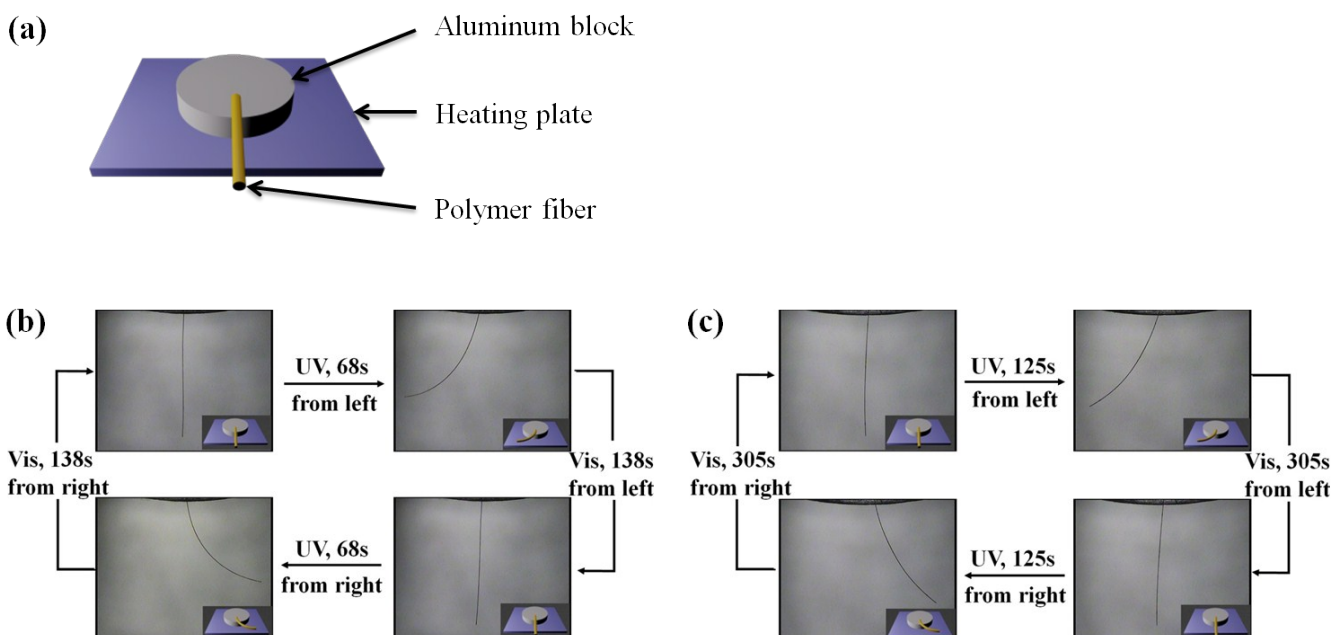 (a)
Aluminum block
Heating plate
Polymer fiber
(b)
UV, 68s
from left
Vis, 138s
from right
Vis, 138s
from left
UV, 68s
from right
(c)
UV, 125s
from left
Vis, 305s
from right
Vis, 305s
from left
UV, 125s
from right